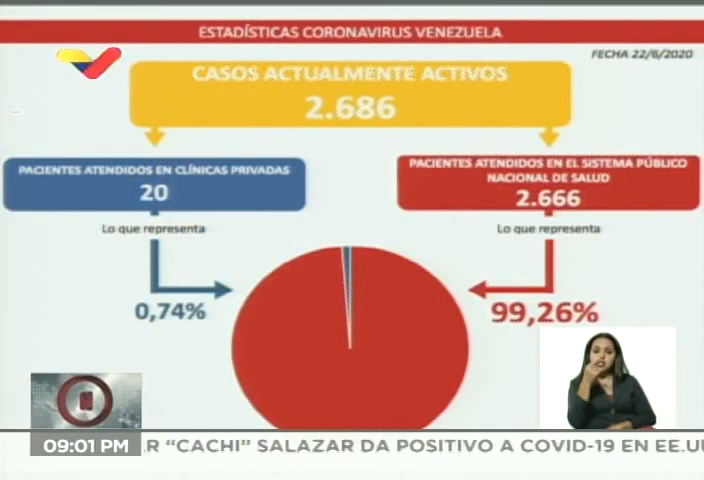 ESTADÍSTICAS CORONAVIRUS VENEZUELA
FECHA 22/6/2020
CASOS ACTUALMENTE ACTIVOS
2.686
PACIENTES ATENDIDOS EN CLÍNICAS PRIVADAS
20
PACIENTES ATENDIDOS EN EL SISTEMA PÚBLICO
NACIONAL DE SALUD
2.666
Lo que representa
Lo que representa
0,74%
99,26%
09:01 PM
.R “CACHI” SALAZAR DA POSITIVO A COVID-19 EN EE.UU